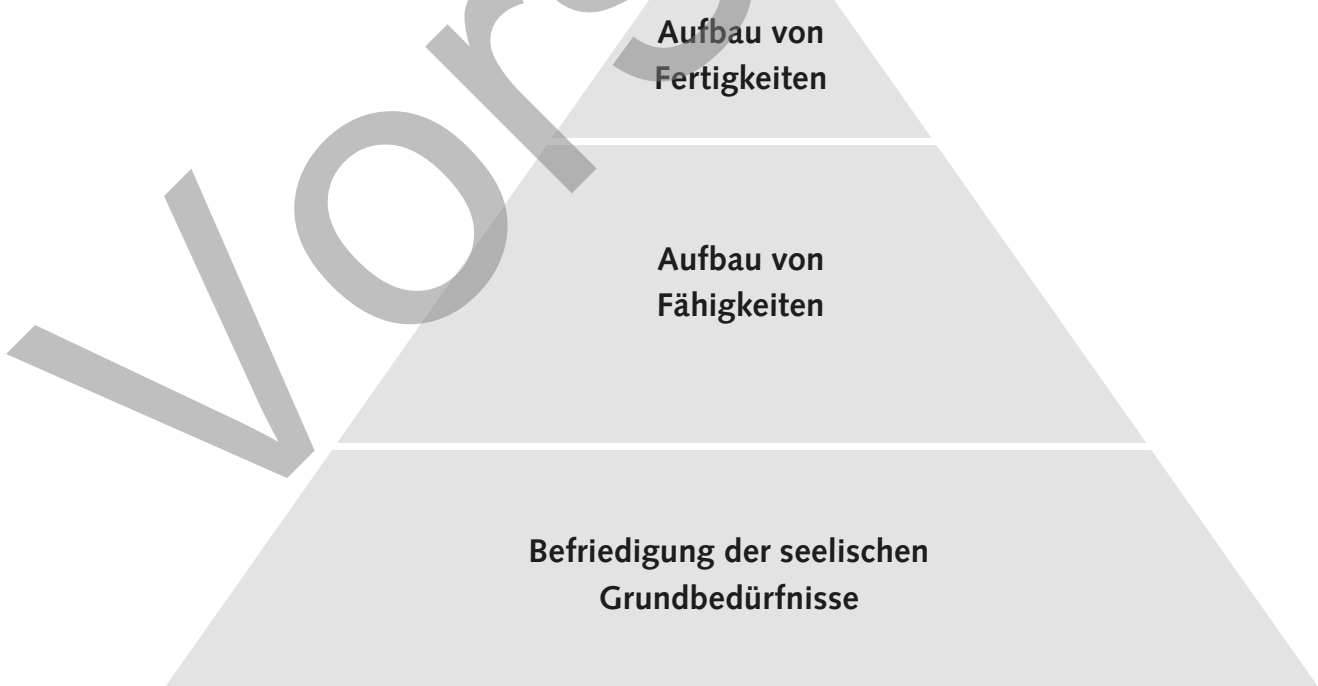 Aufbau von
Fertigkeiten
Aufbau von
Fähigkeiten
Befriedigung der seelischen
Grundbedürfnisse